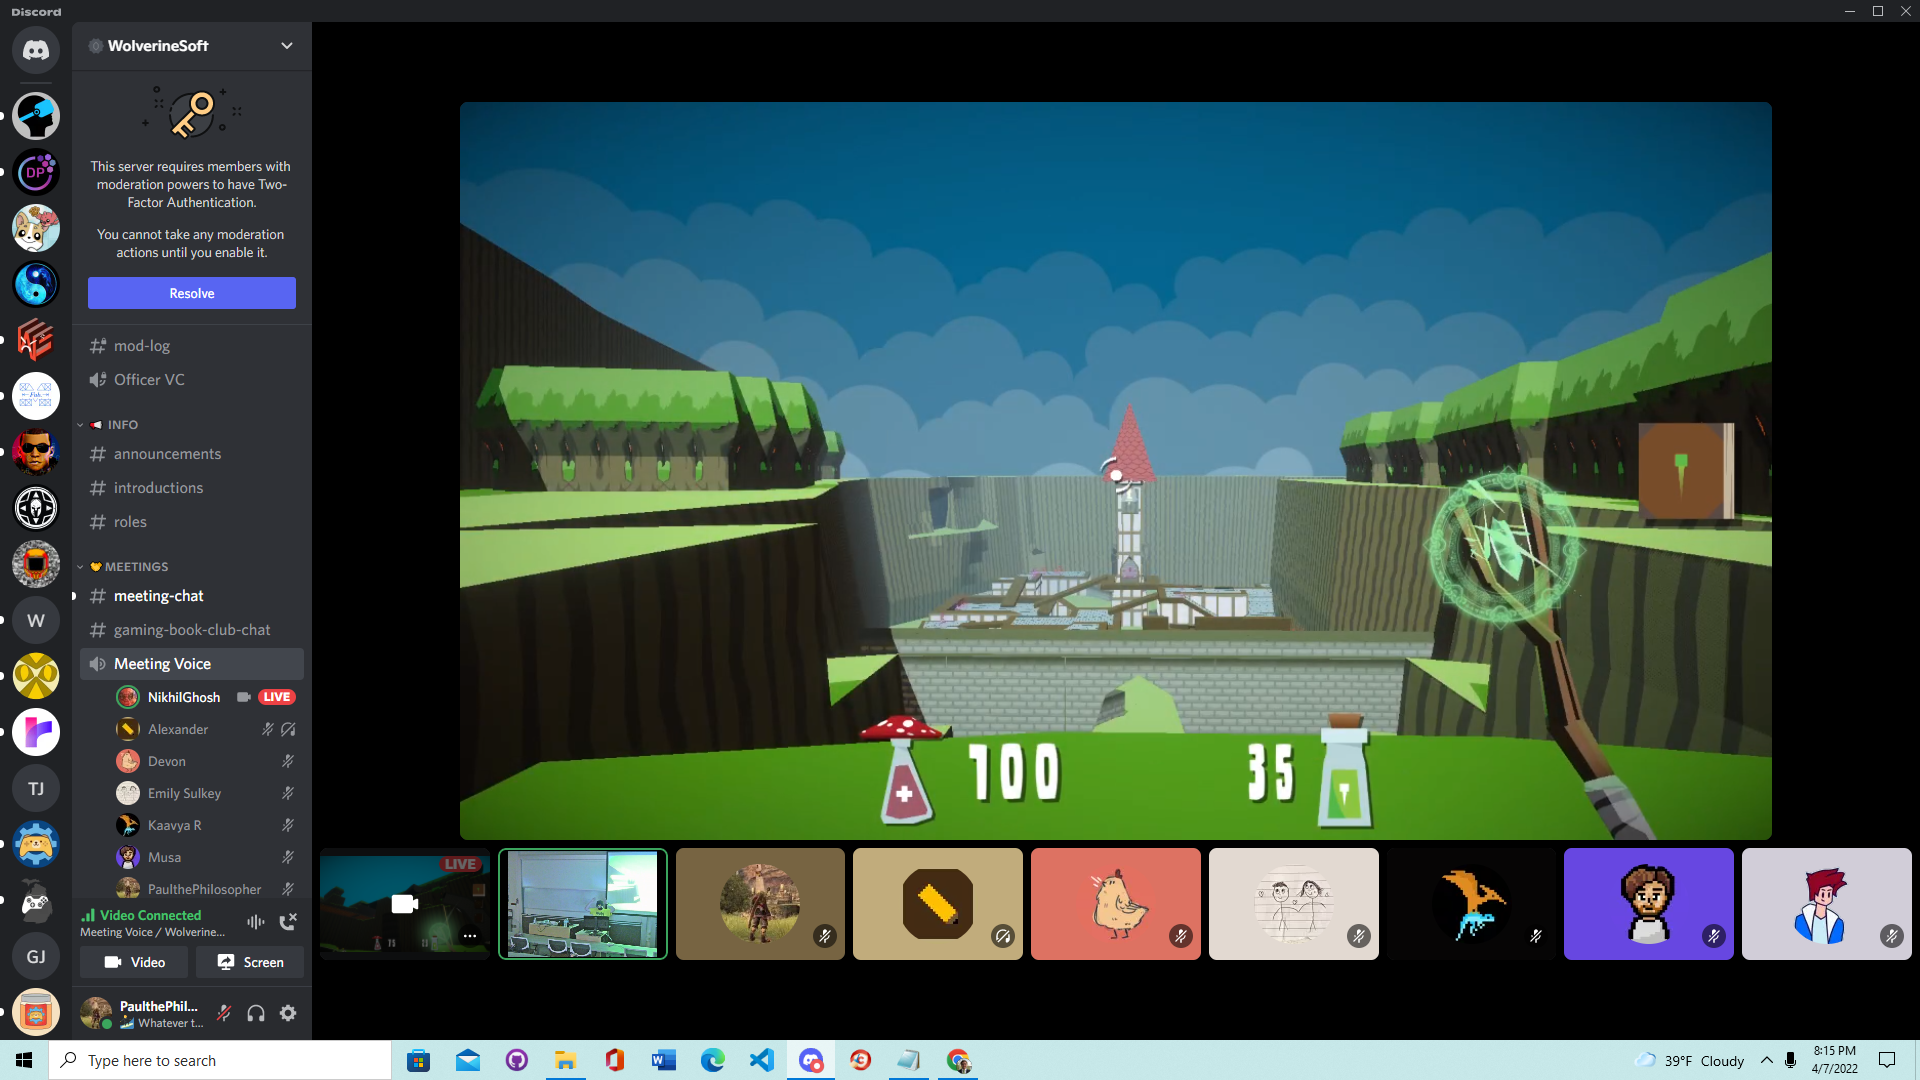 Discord
WolverineSoft
This server requires members with
moderation powers to have Two-
Factor Authentication.
You cannot take any moderation
actions until you enable it.
Resolve
mod-log
Officer VC
INFO
announcements
introductions
roles
MEETINGS
meeting-chat
gaming-book-club-chat
Meeting Voice
NikhilGhosh LIVE
Alexander
Devon
Emily Sulkey
Kaavya R
Musa
PaulthePhilosopher
Video Connected
Meeting Voice / Wolverine...
Video Screen
PaulthePhil...
Whatever t...
DP
W
TJ
GJ
100 35
LIVE
Type here to search
39°F Cloudy
8:15 PM
4/7/2022